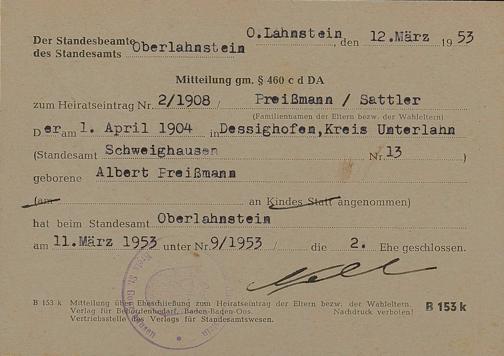 Der Standesbeamte O.Lahnstein, den 12.März 1953
des Standesamts Oberlahnstein
Mitteilung gm. § 460 c d DA
zum Heiratseintrag Nr. 2/1908 / Preißmann / Sattler
(Familiennamen der Eltern bezw. der Wahleltern)
Der am 1. April 1904 in Dessighofen, Kreis Unterlahn
(Standesamt Schweighausen Nr. 13 )
geborene Albert Preißmann
(am an Kindes Statt angenommen)
hat beim Standesamt Oberlahnstein
am 11.März 1953 unter Nr. 9/1953 / die 2. Ehe geschlossen.
B 153 k Mitteilung über Eheschließung zum Heiratseintrag der Eltern bezw. der Wahleltern. B 153 k
Verlag für Behördenbedarf, Baden-Baden-Oos. Nachdruck verboten!
Vertriebsstelle des Verlags für Standesamtswesen.